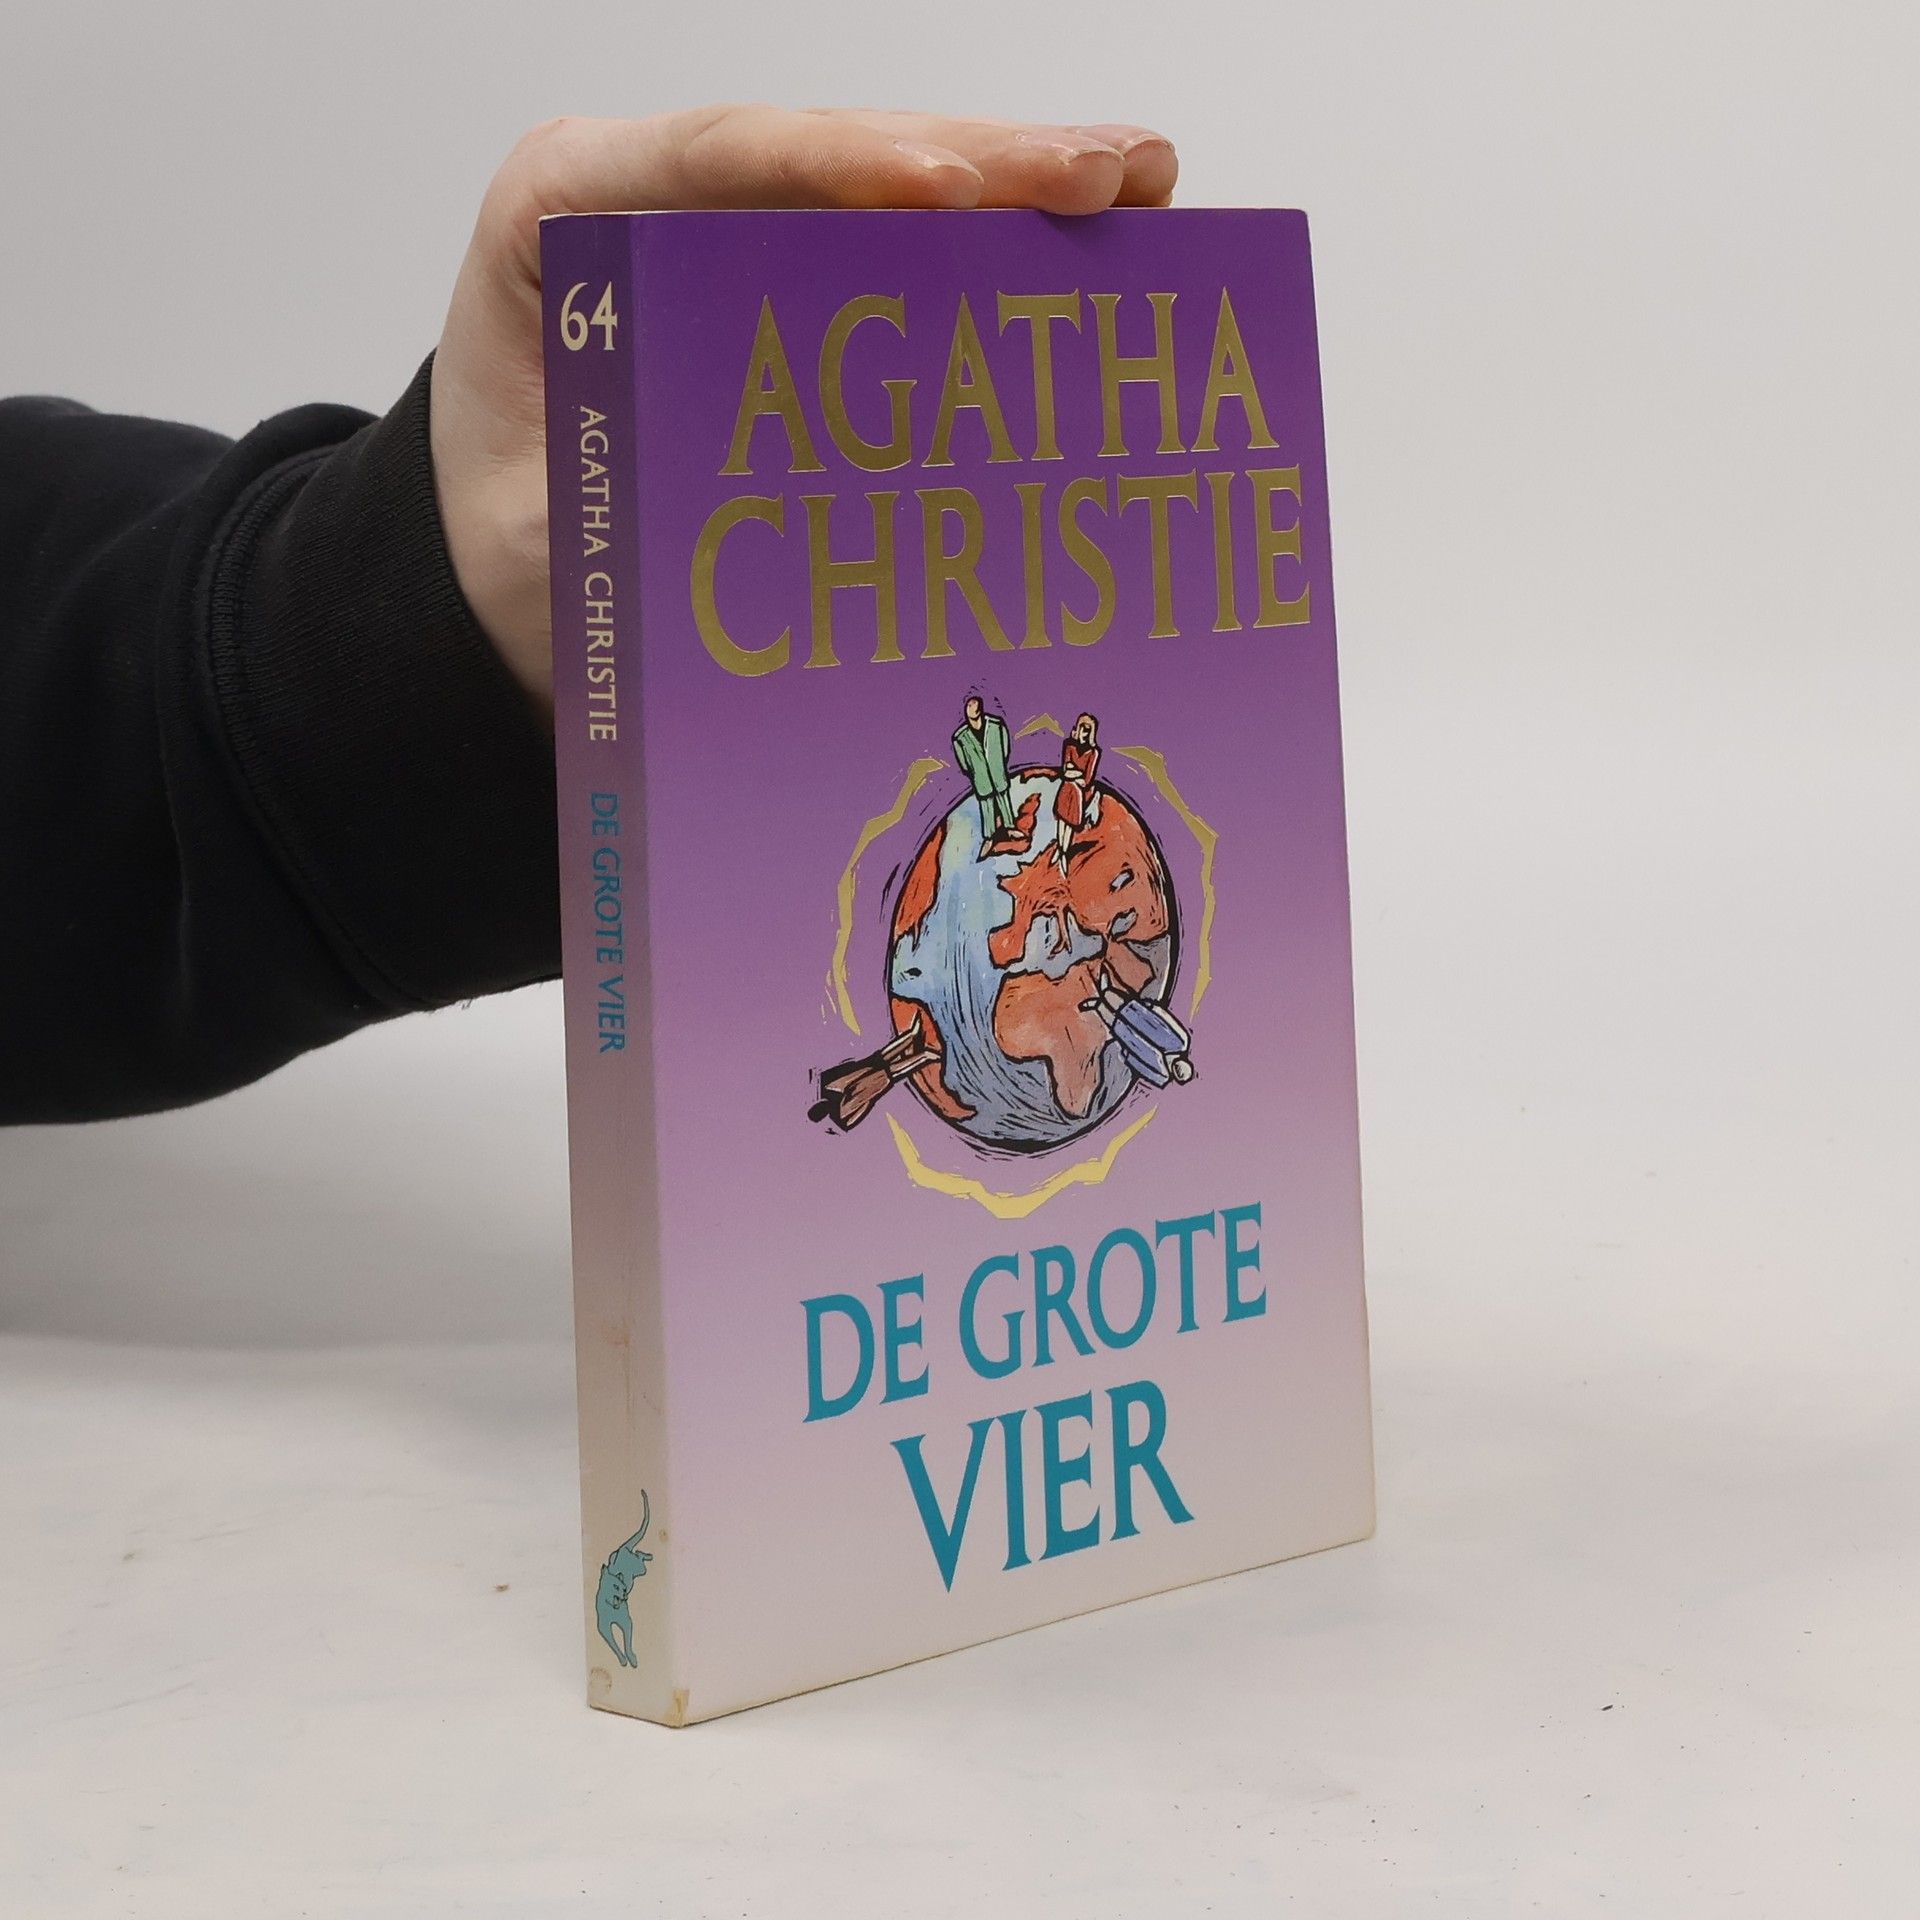 64
AGATHA CHRISTIE DE GROTE VIER
AGATHA
CHRISTIE
DE GROTE
VIER